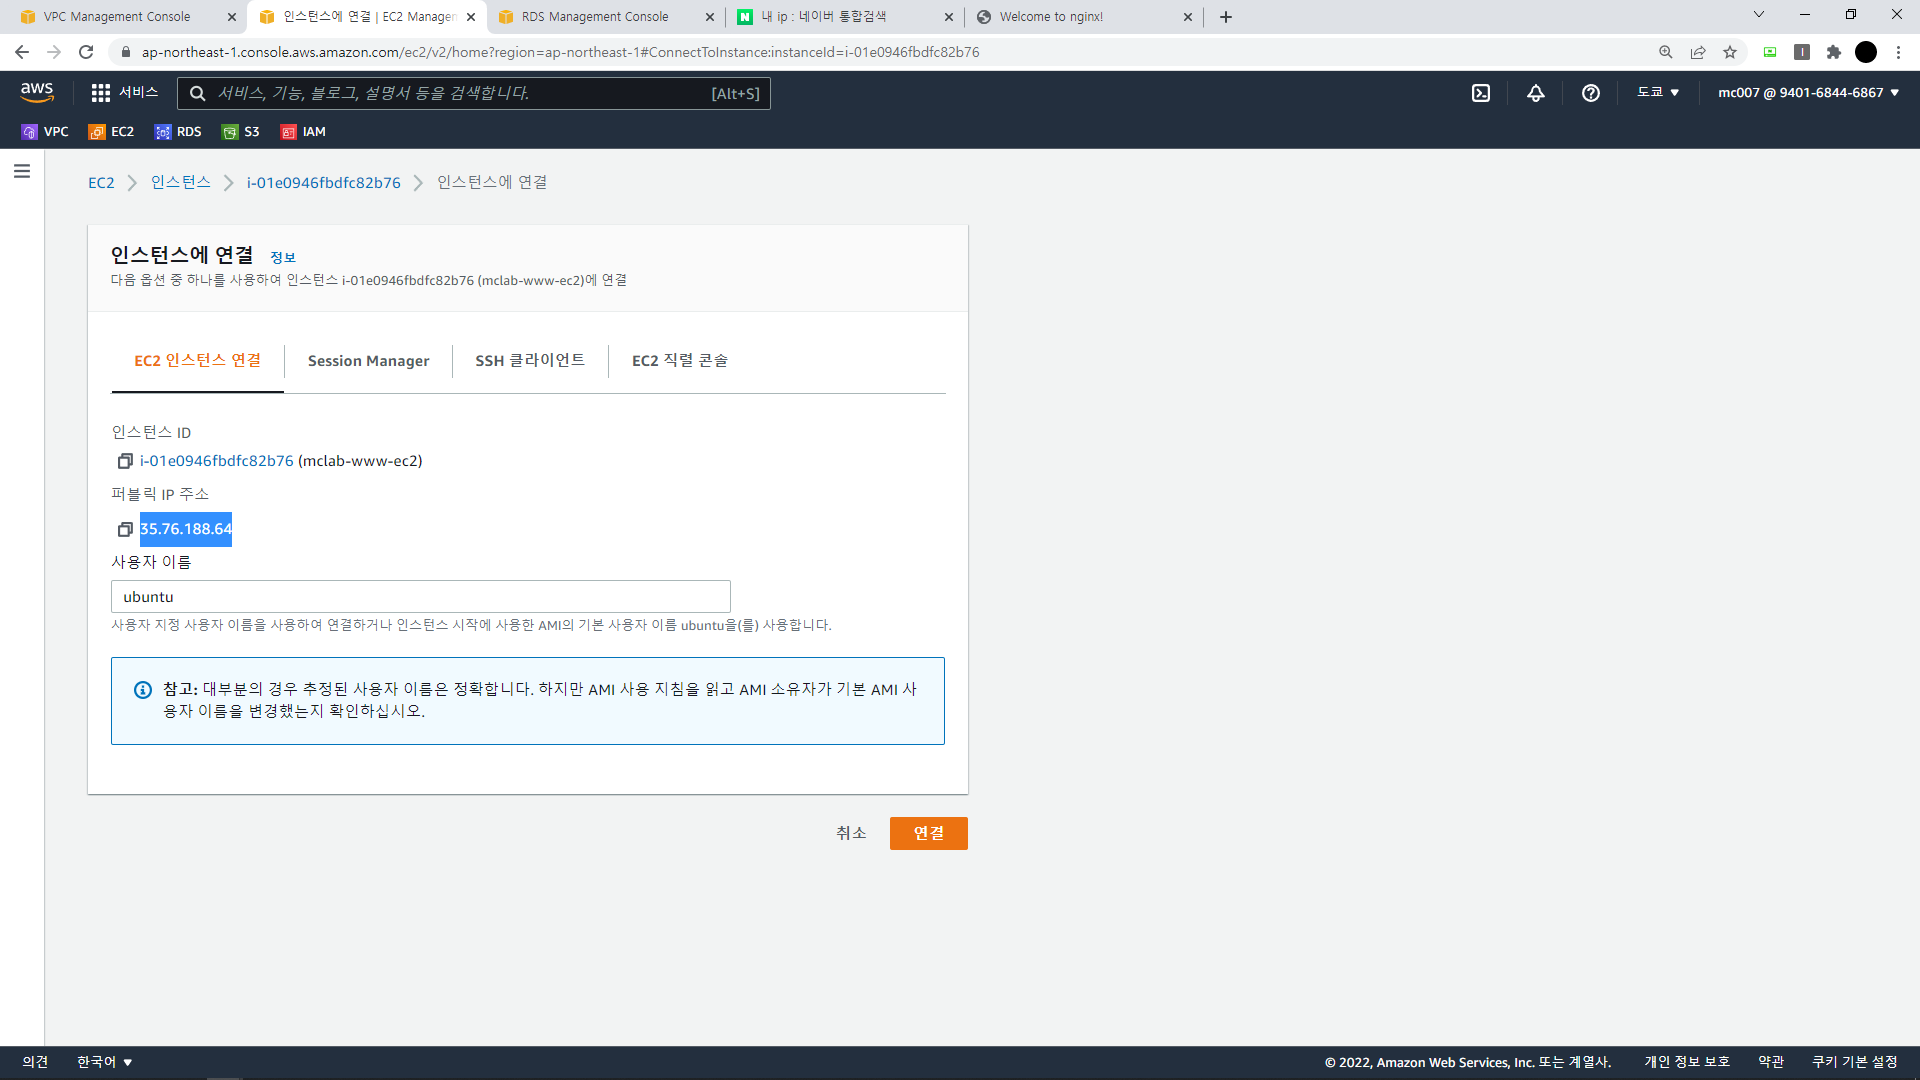 VPC Management Console
인스턴스에 연결 | EC2 Managen
RDS Management Console
내 ip : 네이버 통합검색
Welcome to nginx!
ap-northeast-1.console.aws.amazon.com/ec2/v2/home?region=ap-northeast-1#ConnectToInstance:instanceId=i-01e0946fbdfc82b76
aws
서비스
서비스, 기능, 블로그, 설명서 등을 검색합니다.
[Alt+S]
도쿄
mc007 @ 9401-6844-6867
VPC
EC2
RDS
S3
IAM
EC2
인스턴스
i-01e0946fbdfc82b76
인스턴스에 연결
인스턴스에 연결 정보
다음 옵션 중 하나를 사용하여 인스턴스 i-01e0946fbdfc82b76 (mclab-www-ec2)에 연결
EC2 인스턴스 연결
Session Manager
SSH 클라이언트
EC2 직렬 콘솔
인스턴스 ID
i-01e0946fbdfc82b76 (mclab-www-ec2)
퍼블릭 IP 주소
35.76.188.64
사용자 이름
ubuntu
사용자 지정 사용자 이름을 사용하여 연결하거나 인스턴스 시작에 사용한 AMI의 기본 사용자 이름 ubuntu을(를) 사용합니다.
참고: 대부분의 경우 추정된 사용자 이름은 정확합니다. 하지만 AMI 사용 지침을 읽고 AMI 소유자가 기본 AMI 사
용자 이름을 변경했는지 확인하십시오.
취소
연결
의견
한국어
© 2022, Amazon Web Services, Inc. 또는 계열사.
개인 정보 보호
약관
쿠키 기본 설정